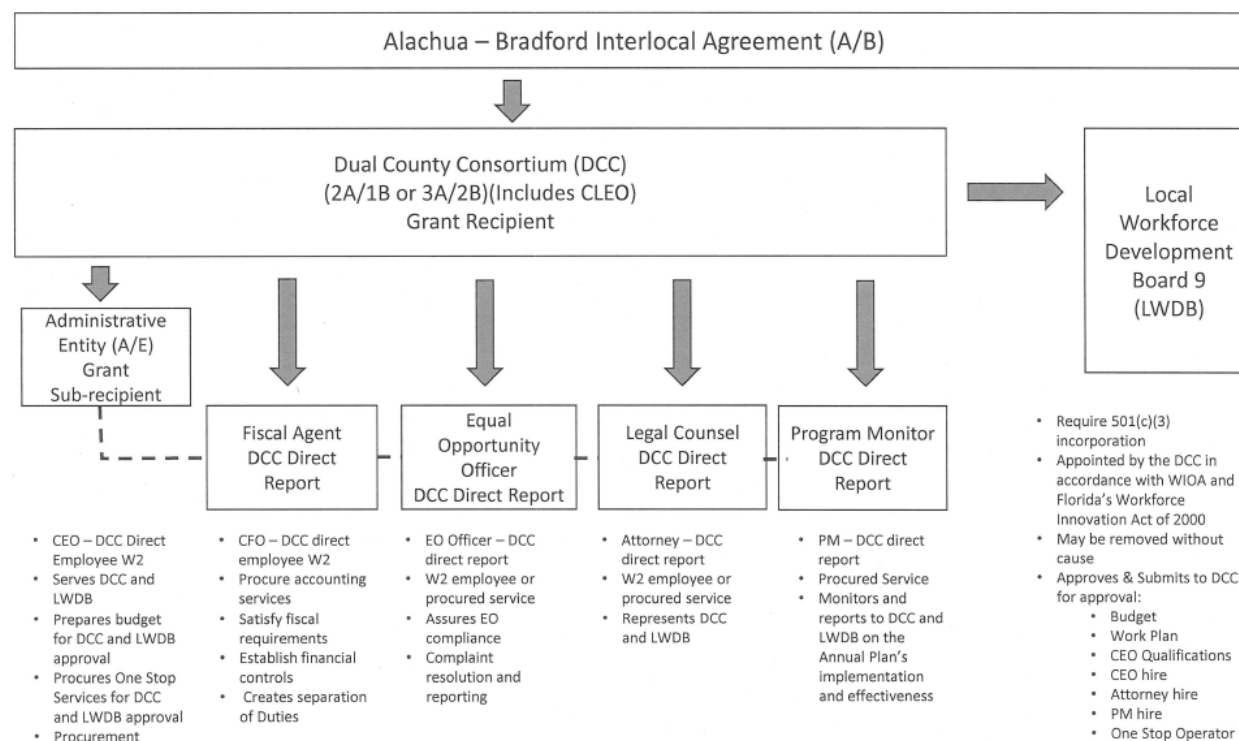 Alachua – Bradford Interlocal Agreement (A/B)
Dual County Consortium (DCC)
(2A/1B or 3A/2B)(Includes CLEO)
Grant Recipient
Local
Workforce
Development
Board 9
(LWDB)
Administrative
Entity (A/E)
Grant
Sub-recipient
Fiscal Agent
DCC Direct
Report
Equal
Opportunity
Officer
DCC Direct Report
Legal Counsel
DCC Direct
Report
Program Monitor
DCC Direct
Report
• CEO – DCC Direct
Employee W2
• Serves DCC and
LWDB
• Prepares budget
for DCC and LWDB
approval
• Procures One Stop
Services for DCC
and LWDB approval
• Procurement
• CFO – DCC direct
employee W2
• Procure accounting
services
• Satisfy fiscal
requirements
• Establish financial
controls
• Creates separation
of Duties
• EO Officer – DCC
direct report
• W2 employee or
procured service
• Assures EO
compliance
• Complaint
resolution and
reporting
• Attorney – DCC
direct report
• W2 employee or
procured service
• Represents DCC
and LWDB
• PM – DCC direct
report
• Procured Service
• Monitors and
reports to DCC and
LWDB on the
Annual Plan's
implementation
and effectiveness
• Require 501(c)(3)
incorporation
• Appointed by the DCC in
accordance with WIOA and
Florida's Workforce
Innovation Act of 2000
• May be removed without
cause
• Approves & Submits to DCC
for approval:
• Budget
• Work Plan
• CEO Qualifications
• CEO hire
• Attorney hire
• PM hire
• One Stop Operator